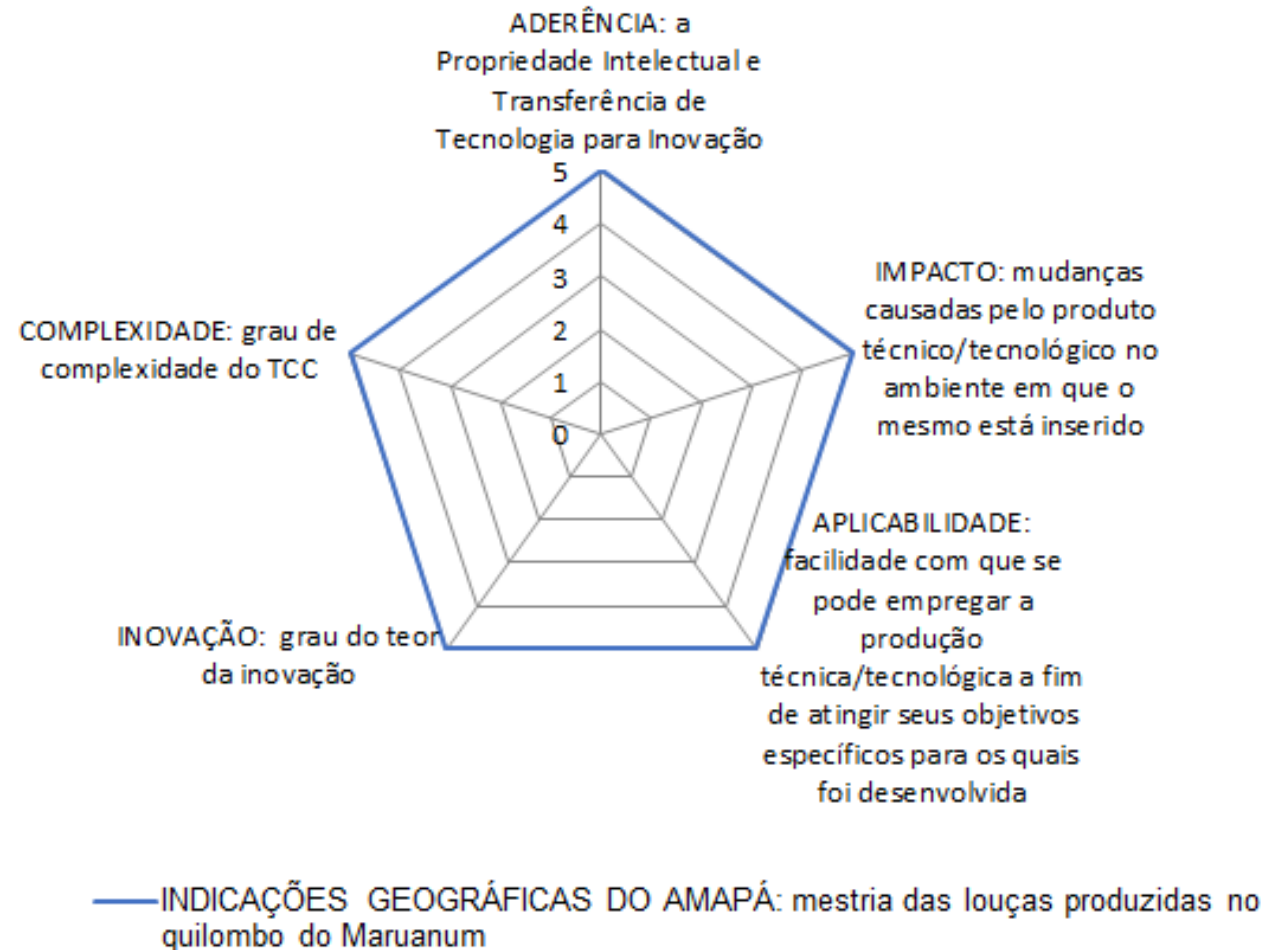 ADERÊNCIA: a
Propriedade Intelectual e
Transferência de
Tecnologia para Inovação
5
4
3
2
1
0
IMPACTO: mudanças
causadas pelo produto
técnico/tecnológico no
ambiente em que o
mesmo está inserido
COMPLEXIDADE: grau de
complexidade do TCC
APLICABILIDADE:
facilidade com que se
pode empregar a
produção
técnica/tecnológica a fim
de atingir seus objetivos
específicos para os quais
foi desenvolvida
INOVAÇÃO: grau do teor
da inovação
INDICAÇÕES GEOGRÁFICAS DO AMAPÁ: mestria das louças produzidas no
quilombo do Maruanum